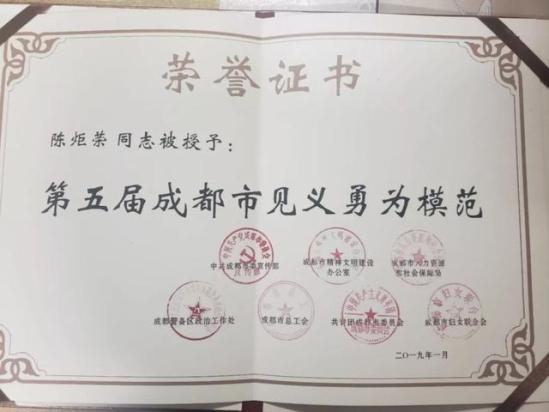 荣誉证书
陈炬荣 同志被授予：
第五届成都市见义勇为模范
中共成都市委宣传部
成都市精神文明建设
办公室
成都市人力资源
和社会保障局
成都警备区政治工作处
成都市总工会
共青团成都市委员会
成都市妇女联合会
二〇一九年一月